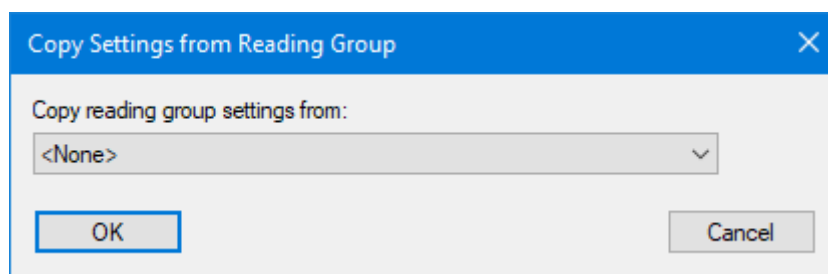 Copy Settings from Reading Group
Copy reading group settings from:
<None>
OK
Cancel